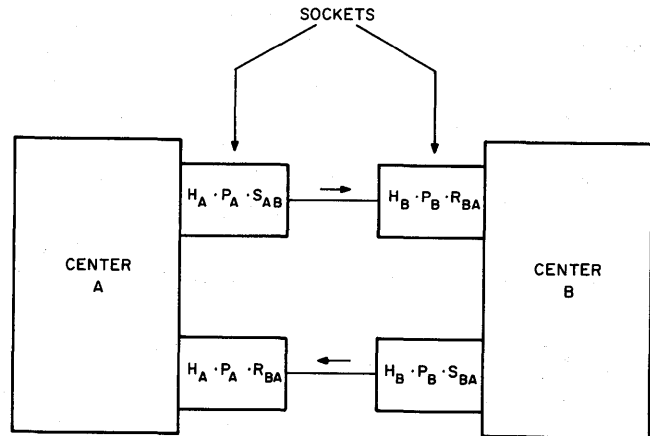 SOCKETS
H_A · P_A · S_AB
H_B · P_B · R_BA
CENTER
A
CENTER
B
H_A · P_A · R_BA
H_B · P_B · S_BA